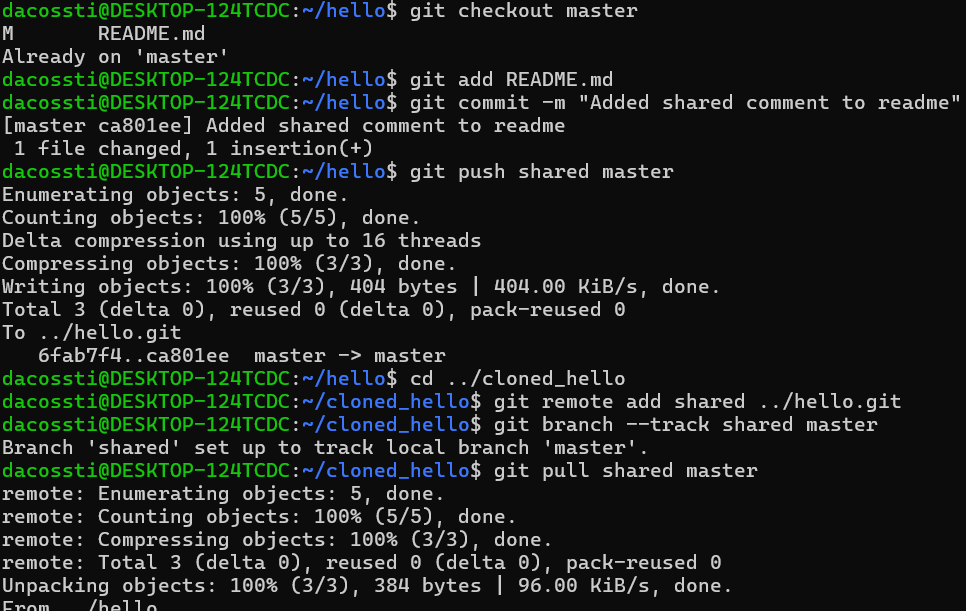 dacossti@DESKTOP-124TCDC:~/hello$ git checkout master
M       README.md
Already on 'master'
dacossti@DESKTOP-124TCDC:~/hello$ git add README.md
dacossti@DESKTOP-124TCDC:~/hello$ git commit -m "Added shared comment to readme"
[master ca801ee] Added shared comment to readme
 1 file changed, 1 insertion(+)
dacossti@DESKTOP-124TCDC:~/hello$ git push shared master
Enumerating objects: 5, done.
Counting objects: 100% (5/5), done.
Delta compression using up to 16 threads
Compressing objects: 100% (3/3), done.
Writing objects: 100% (3/3), 404 bytes | 404.00 KiB/s, done.
Total 3 (delta 0), reused 0 (delta 0), pack-reused 0
To ../hello.git
   6fab7f4..ca801ee  master -> master
dacossti@DESKTOP-124TCDC:~/hello$ cd ../cloned_hello
dacossti@DESKTOP-124TCDC:~/cloned_hello$ git remote add shared ../hello.git
dacossti@DESKTOP-124TCDC:~/cloned_hello$ git branch --track shared master
Branch 'shared' set up to track local branch 'master'.
dacossti@DESKTOP-124TCDC:~/cloned_hello$ git pull shared master
remote: Enumerating objects: 5, done.
remote: Counting objects: 100% (5/5), done.
remote: Compressing objects: 100% (3/3), done.
remote: Total 3 (delta 0), reused 0 (delta 0), pack-reused 0
Unpacking objects: 100% (3/3), 384 bytes | 96.00 KiB/s, done.
From ../hello